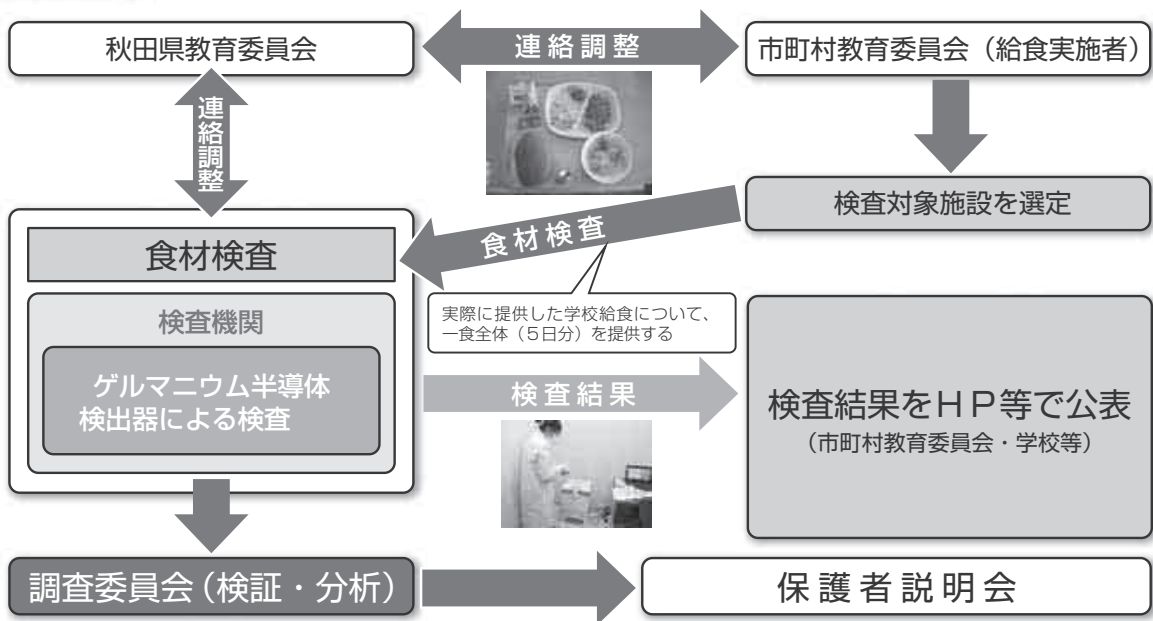 秋田県教育委員会
連絡調整
市町村教育委員会（給食実施者）
連絡調整
検査対象施設を選定
食材検査
食材検査
実際に提供した学校給食について、
一食全体（５日分）を提供する
検査機関
ゲルマニウム半導体
検出器による検査
検査結果
検査結果をＨＰ等で公表
（市町村教育委員会・学校等）
調査委員会（検証・分析）
保護者説明会